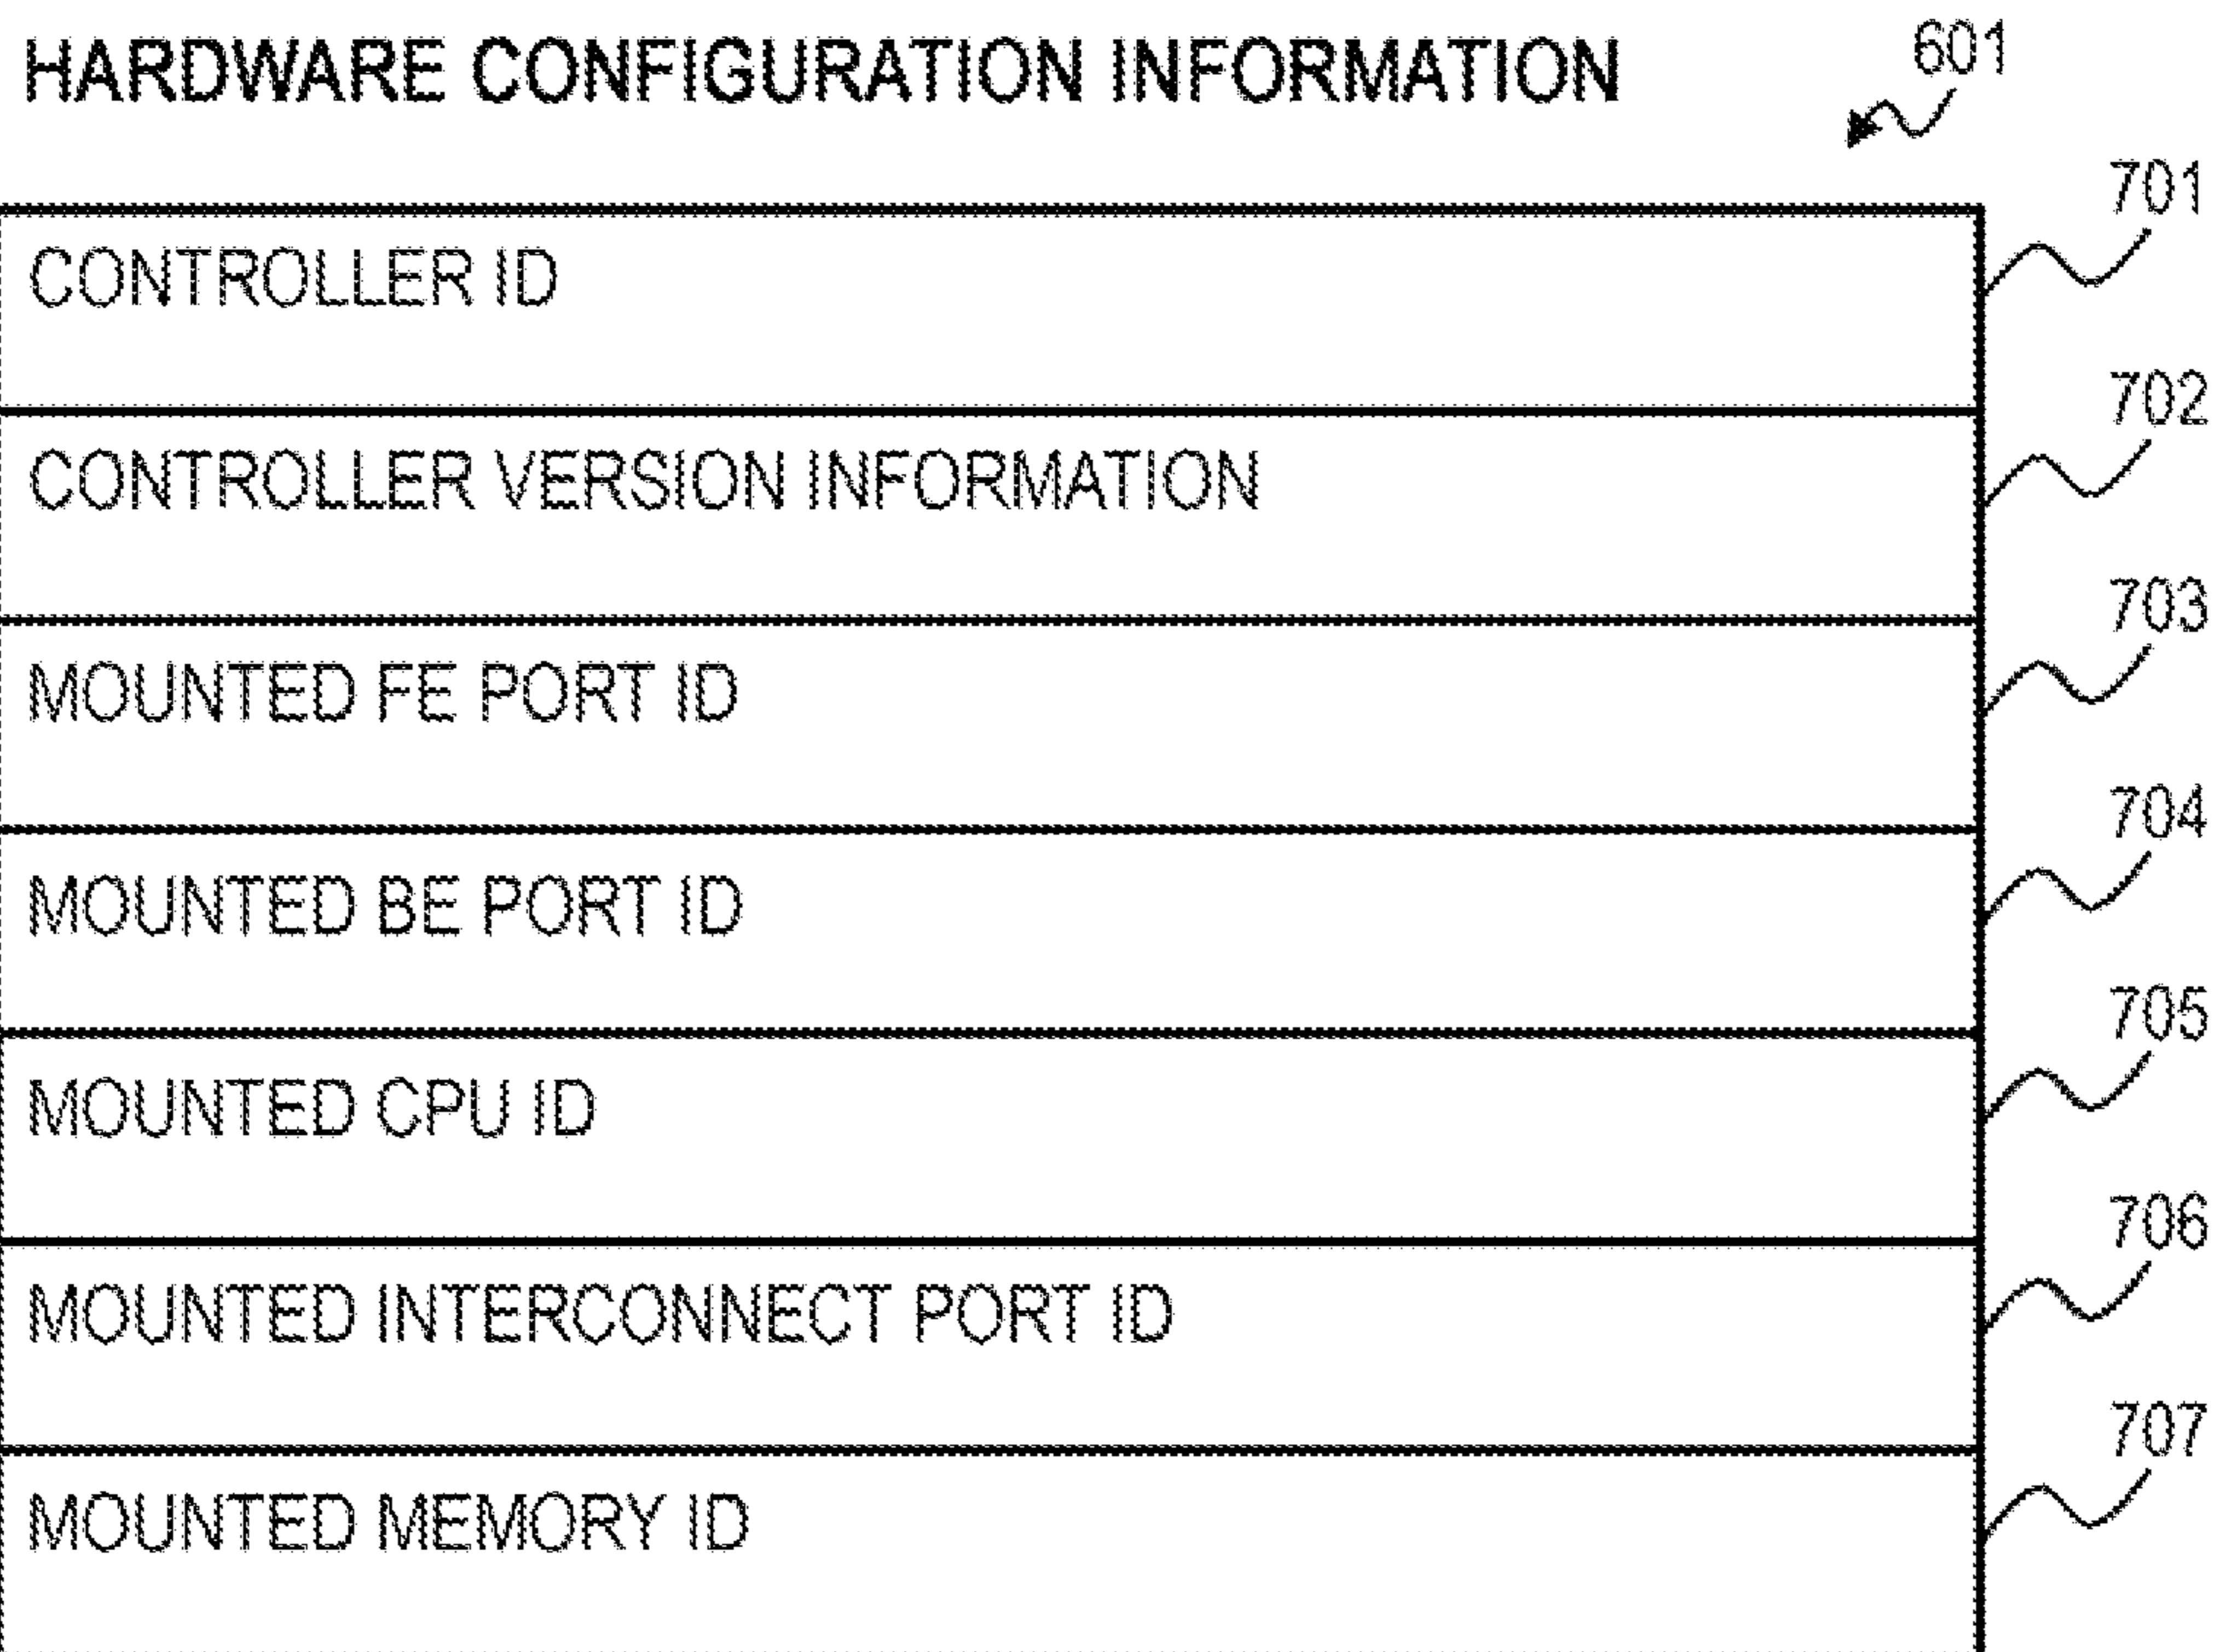 HARDWARE CONFIGURATION INFORMATION 601
701
CONTROLLER ID
702
CONTROLLER VERSION INFORMATION
703
MOUNTED FE PORT ID
704
MOUNTED BE PORT ID
705
MOUNTED CPU ID
706
MOUNTED INTERCONNECT PORT ID
707
MOUNTED MEMORY ID